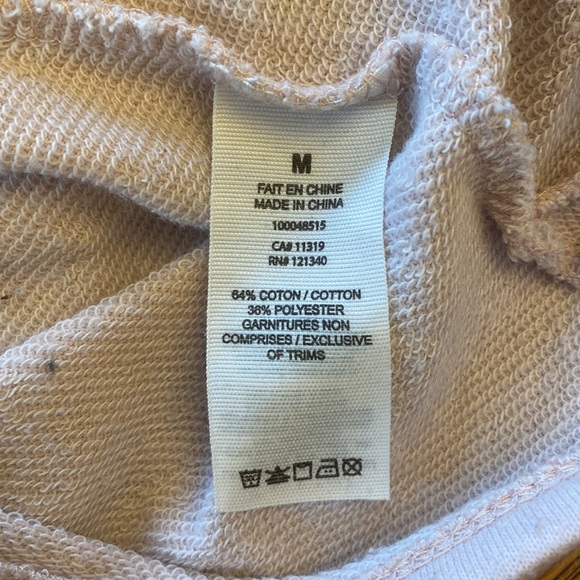 M
FAIT EN CHINE
MADE IN CHINA
100048515
CA# 11319
RN# 121340
64% COTON / COTTON
36% POLYESTER
GARNITURES NON
COMPRISES / EXCLUSIVE
OF TRIMS